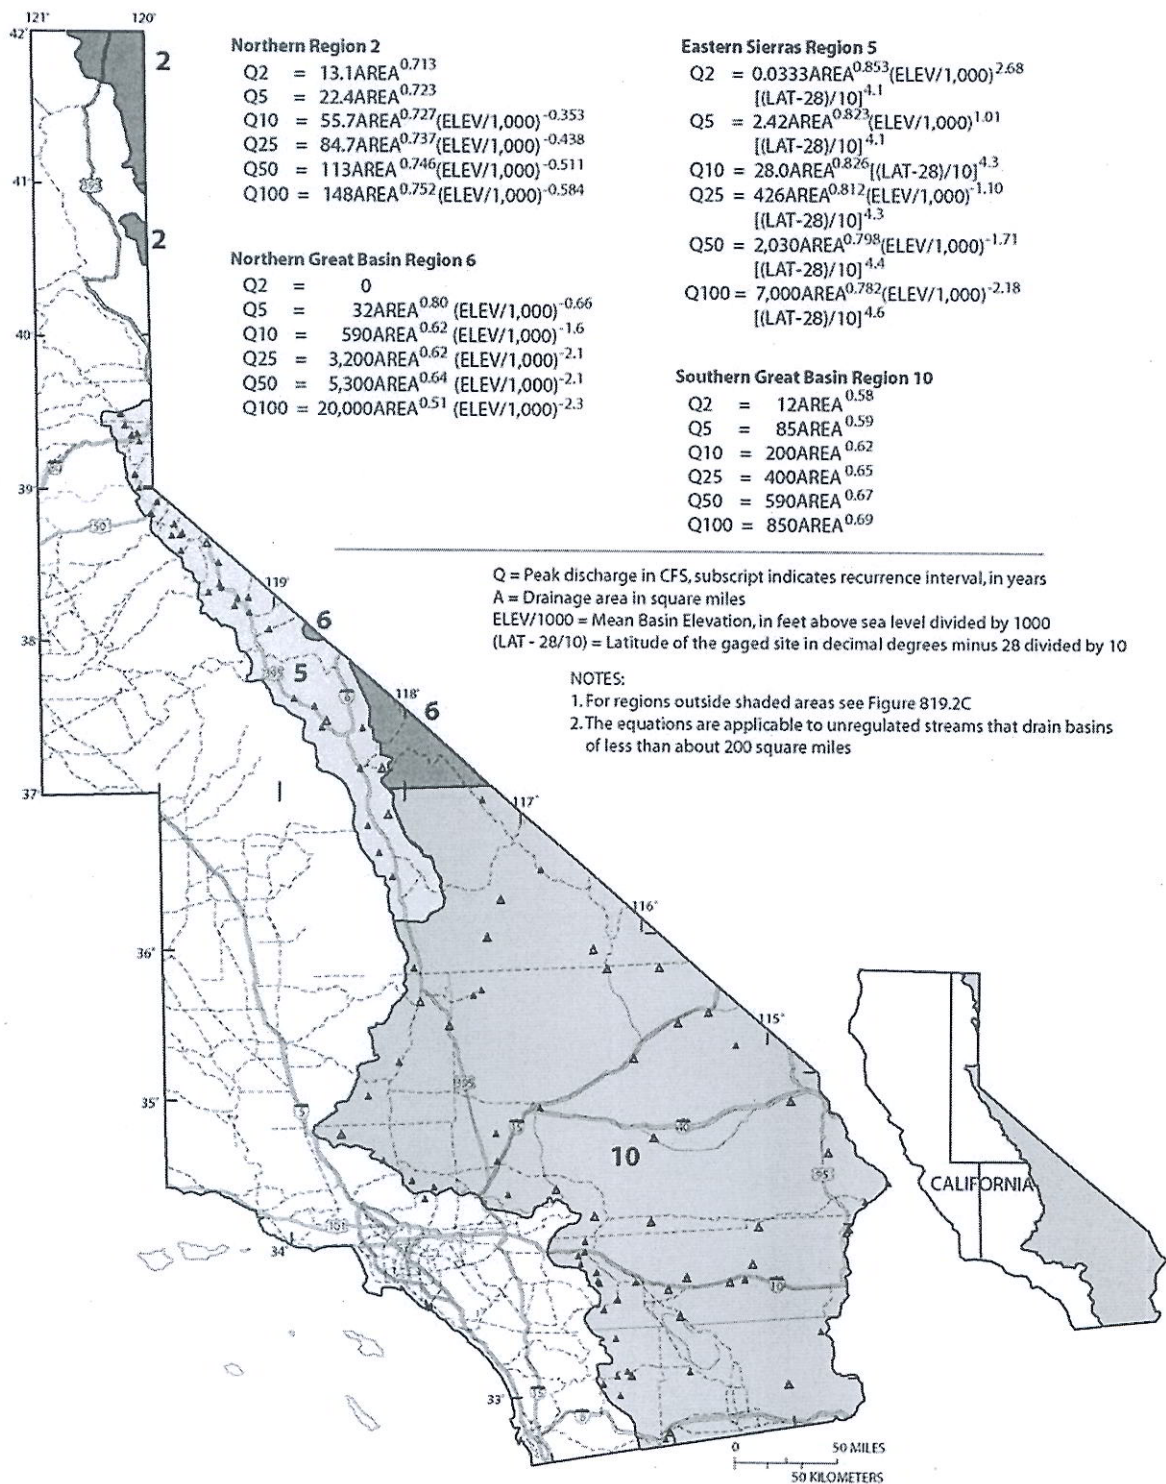 121°
120°
42°
2
Northern Region 2
Q2 = 13.1AREA^0.713
Q5 = 22.4AREA^0.723
Q10 = 55.7AREA^0.727(ELEV/1,000)^-0.353
Q25 = 84.7AREA^0.737(ELEV/1,000)^-0.438
Q50 = 113AREA^0.746(ELEV/1,000)^-0.511
Q100 = 148AREA^0.752(ELEV/1,000)^-0.584
Eastern Sierras Region 5
Q2 = 0.0333AREA^0.853(ELEV/1,000)^2.68
[(LAT-28)/10]^4.1
Q5 = 2.42AREA^0.823(ELEV/1,000)^1.01
[(LAT-28)/10]^4.1
Q10 = 28.0AREA^0.826[(LAT-28)/10]^4.3
Q25 = 426AREA^0.812(ELEV/1,000)^-1.10
[(LAT-28)/10]^4.3
Q50 = 2,030AREA^0.798(ELEV/1,000)^-1.71
[(LAT-28)/10]^4.4
Q100 = 7,000AREA^0.782(ELEV/1,000)^-2.18
[(LAT-28)/10]^4.6
41°
395
2
Northern Great Basin Region 6
Q2 = 0
Q5 = 32AREA^0.80 (ELEV/1,000)^-0.66
Q10 = 590AREA^0.62 (ELEV/1,000)^-1.6
Q25 = 3,200AREA^0.62 (ELEV/1,000)^-2.1
Q50 = 5,300AREA^0.64 (ELEV/1,000)^-2.1
Q100 = 20,000AREA^0.51 (ELEV/1,000)^-2.3
40°
Southern Great Basin Region 10
Q2 = 12AREA^0.58
Q5 = 85AREA^0.59
Q10 = 200AREA^0.62
Q25 = 400AREA^0.65
Q50 = 590AREA^0.67
Q100 = 850AREA^0.69
39°
50
Q = Peak discharge in CFS, subscript indicates recurrence interval, in years
A = Drainage area in square miles
ELEV/1000 = Mean Basin Elevation, in feet above sea level divided by 1000
(LAT - 28/10) = Latitude of the gaged site in decimal degrees minus 28 divided by 10
NOTES:
1. For regions outside shaded areas see Figure 819.2C
2. The equations are applicable to unregulated streams that drain basins
of less than about 200 square miles
119°
6
38°
5
395
6
118°
6
37°
117°
116°
36°
115°
395
35°
5
15
40
10
95
CALIFORNIA
101
34°
10
33°
15
8
0 50 MILES
50 KILOMETERS